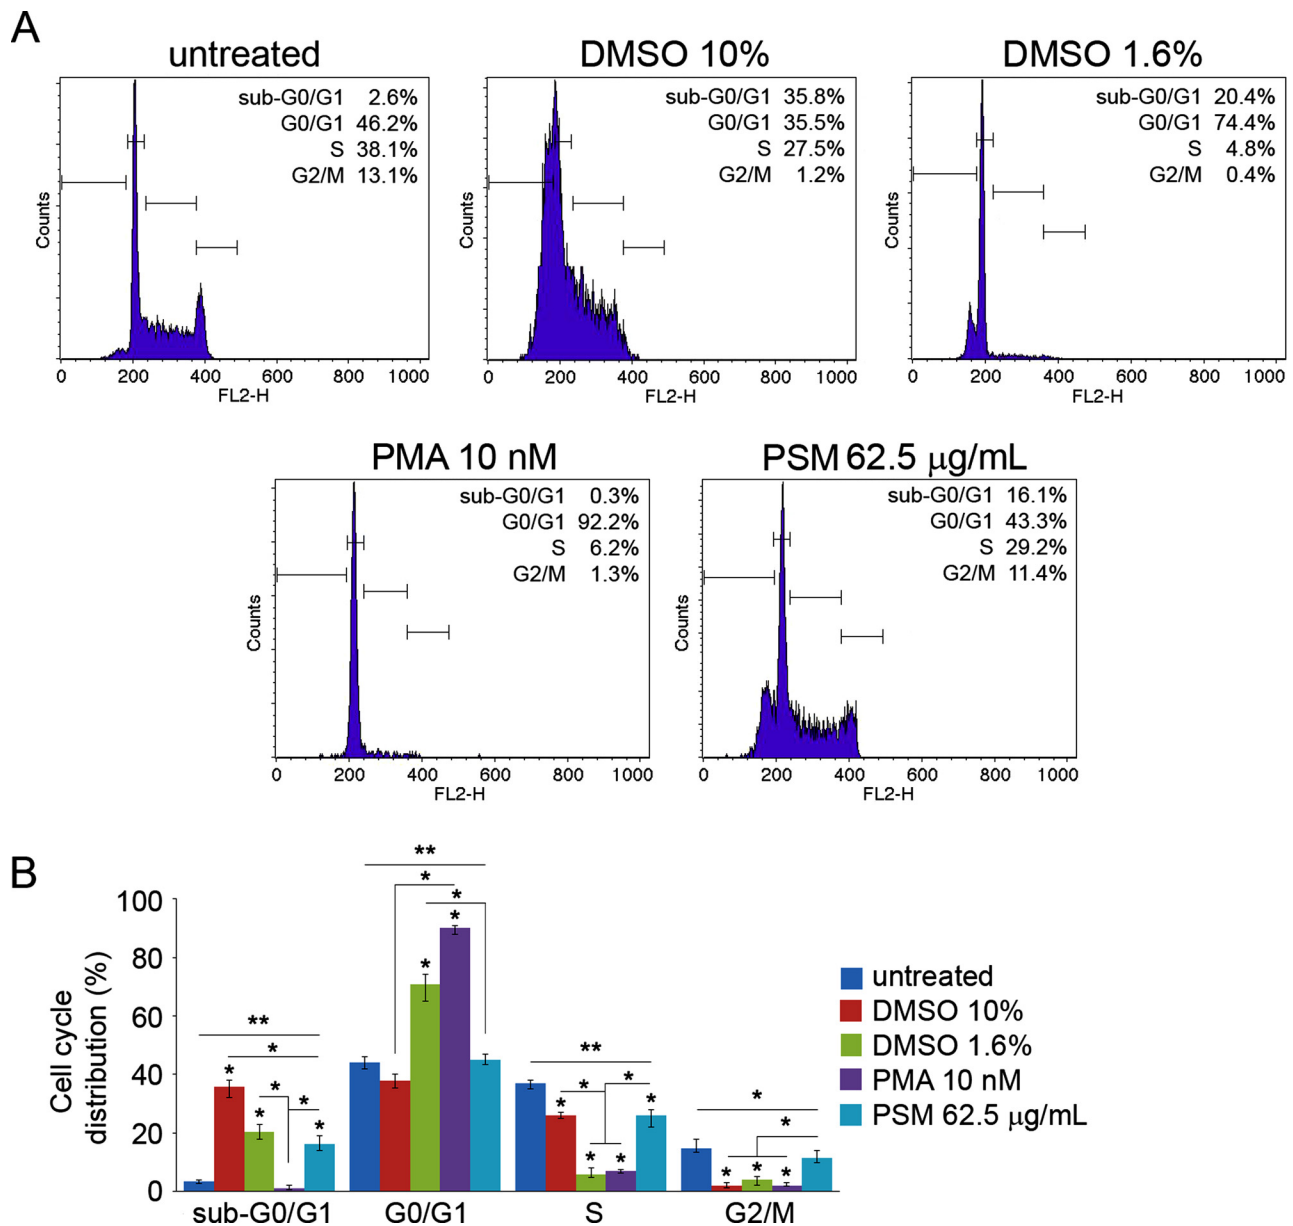 A
untreated
sub-G0/G1 2.6%
G0/G1 46.2%
S 38.1%
G2/M 13.1%
Counts
0 200 400 600 800 1000
FL2-H
DMSO 10%
sub-G0/G1 35.8%
G0/G1 35.5%
S 27.5%
G2/M 1.2%
Counts
0 200 400 600 800 1000
FL2-H
DMSO 1.6%
sub-G0/G1 20.4%
G0/G1 74.4%
S 4.8%
G2/M 0.4%
Counts
0 200 400 600 800 1000
FL2-H
PMA 10 nM
sub-G0/G1 0.3%
G0/G1 92.2%
S 6.2%
G2/M 1.3%
Counts
0 200 400 600 800 1000
FL2-H
PSM 62.5 µg/mL
sub-G0/G1 16.1%
G0/G1 43.3%
S 29.2%
G2/M 11.4%
Counts
0 200 400 600 800 1000
FL2-H
B
Cell cycle
distribution (%)
100
80
60
40
20
0
**
*
*
*
*
*
*
**
*
*
*
*
**
*
*
*
*
*
*
*
*
*
*
*
sub-G0/G1 G0/G1 S G2/M
untreated
DMSO 10%
DMSO 1.6%
PMA 10 nM
PSM 62.5 µg/mL